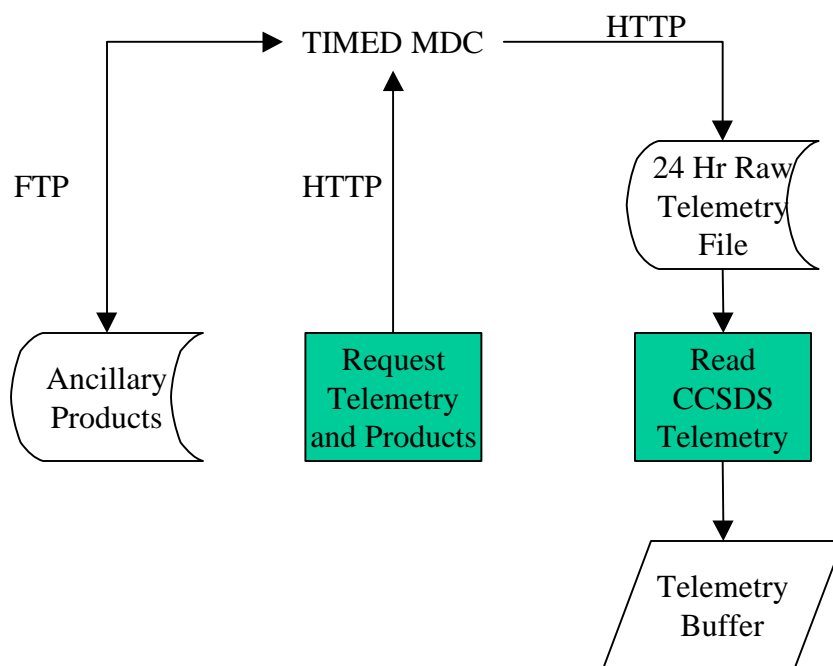 TIMED MDC
HTTP
FTP
HTTP
24 Hr Raw
Telemetry
File
Ancillary
Products
Request
Telemetry
and Products
Read
CCSDS
Telemetry
Telemetry
Buffer